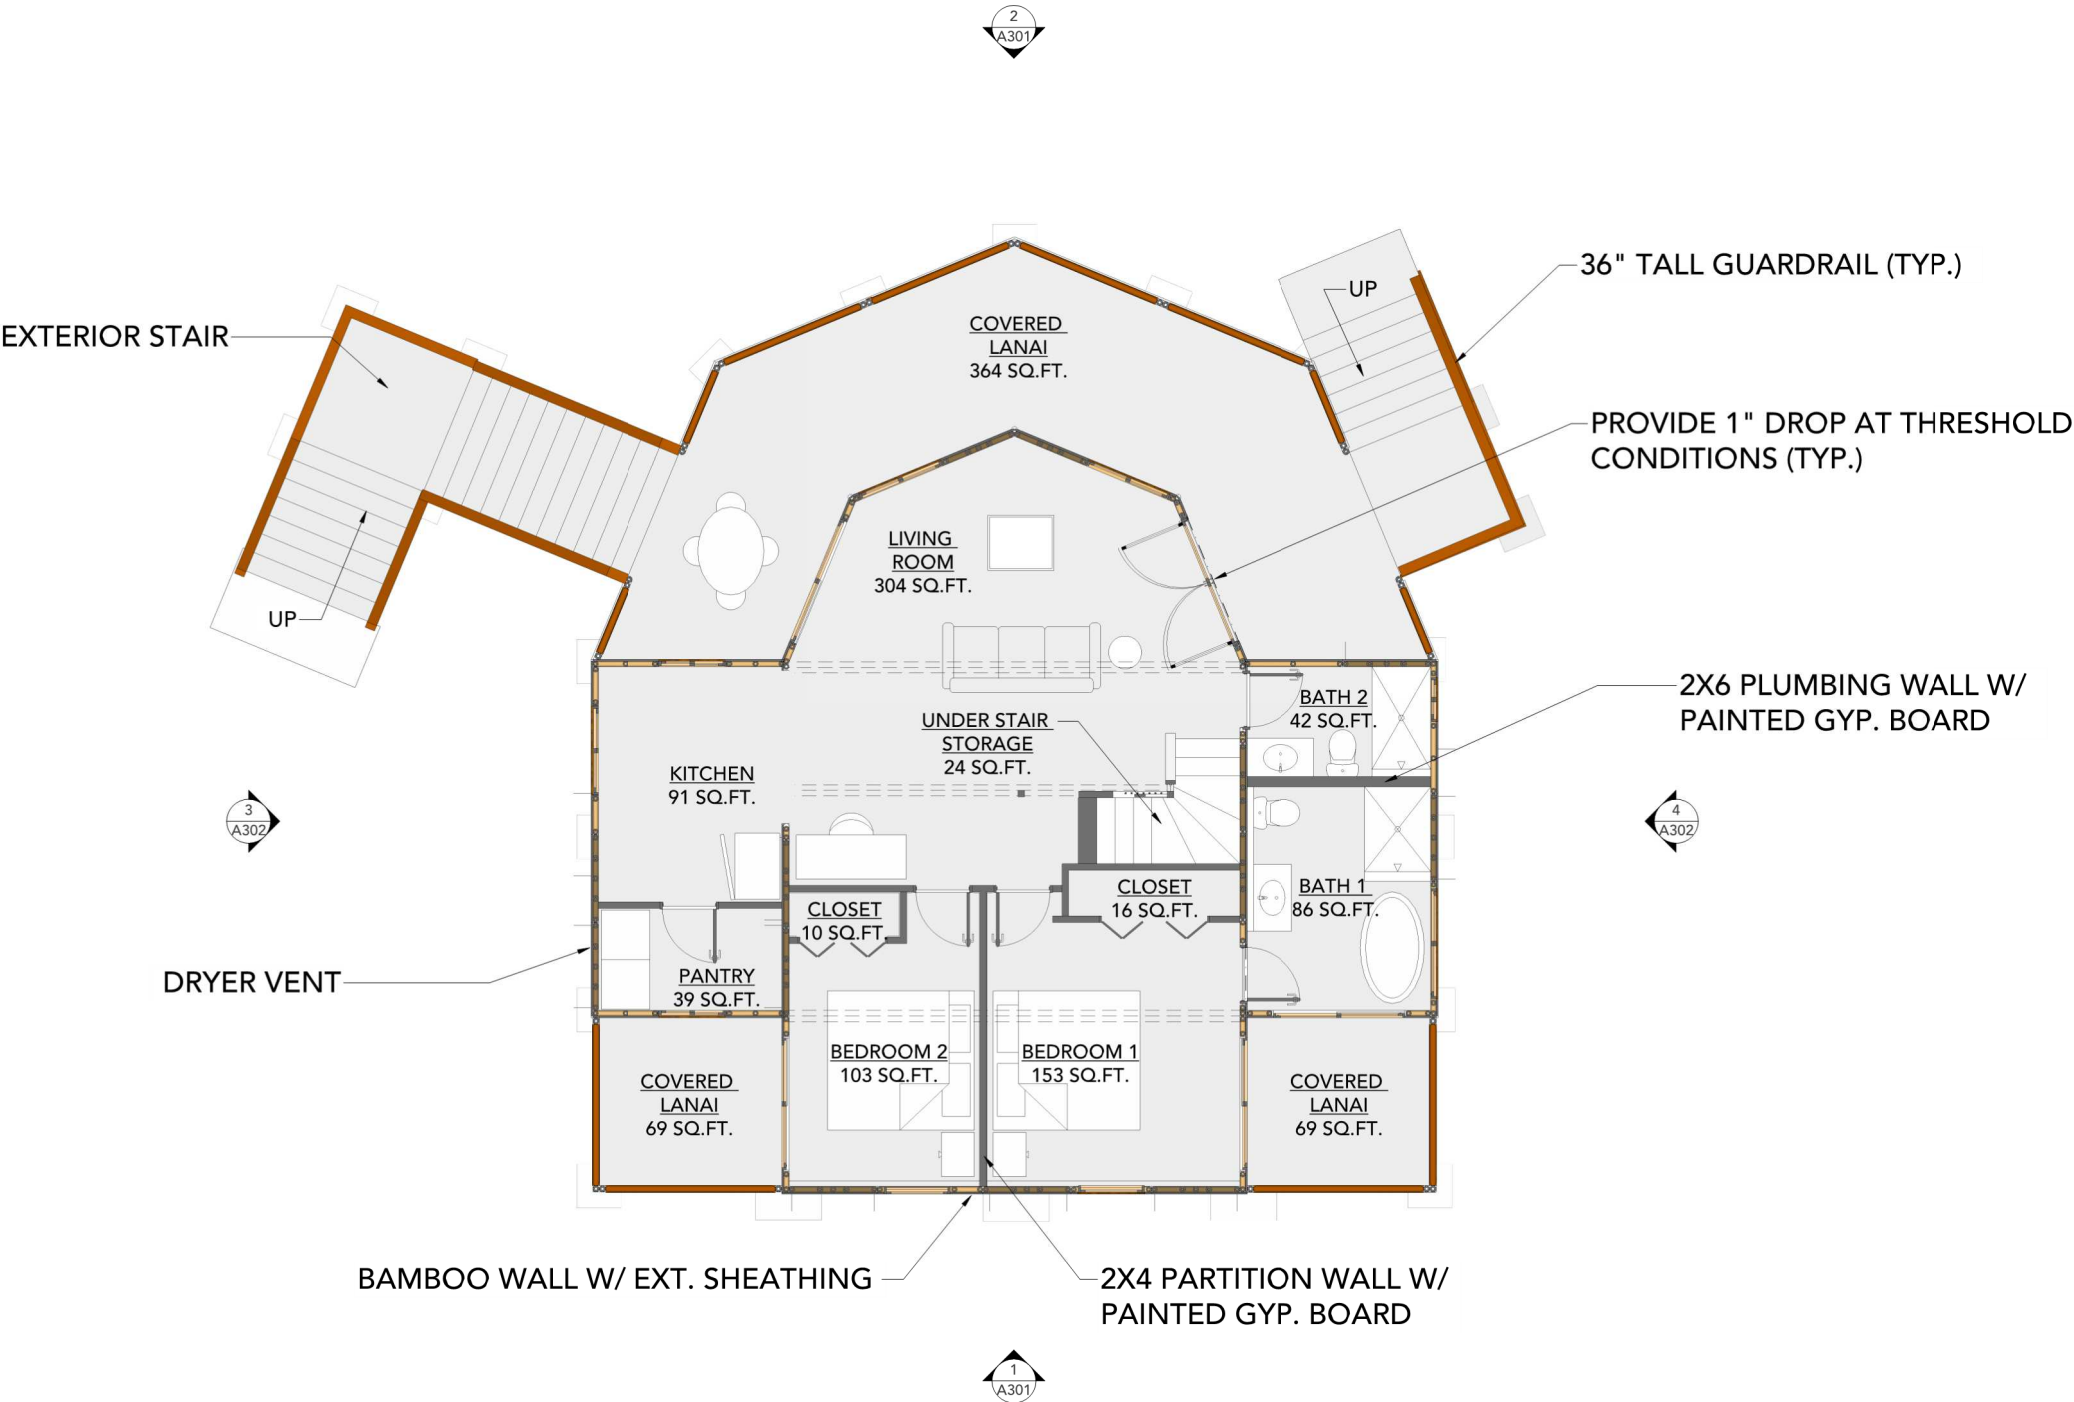 2
A301
36" TALL GUARDRAIL (TYP.)
UP
EXTERIOR STAIR
COVERED
LANAI
364 SQ.FT.
PROVIDE 1" DROP AT THRESHOLD
CONDITIONS (TYP.)
LIVING
ROOM
304 SQ.FT.
UP
2X6 PLUMBING WALL W/
PAINTED GYP. BOARD
BATH 2
42 SQ.FT.
UNDER STAIR
STORAGE
24 SQ.FT.
KITCHEN
91 SQ.FT.
3
A302
4
A302
CLOSET
16 SQ.FT.
BATH 1
86 SQ.FT.
CLOSET
10 SQ.FT.
PANTRY
39 SQ.FT.
DRYER VENT
BEDROOM 2
103 SQ.FT.
BEDROOM 1
153 SQ.FT.
COVERED
LANAI
69 SQ.FT.
COVERED
LANAI
69 SQ.FT.
BAMBOO WALL W/ EXT. SHEATHING
2X4 PARTITION WALL W/
PAINTED GYP. BOARD
1
A301